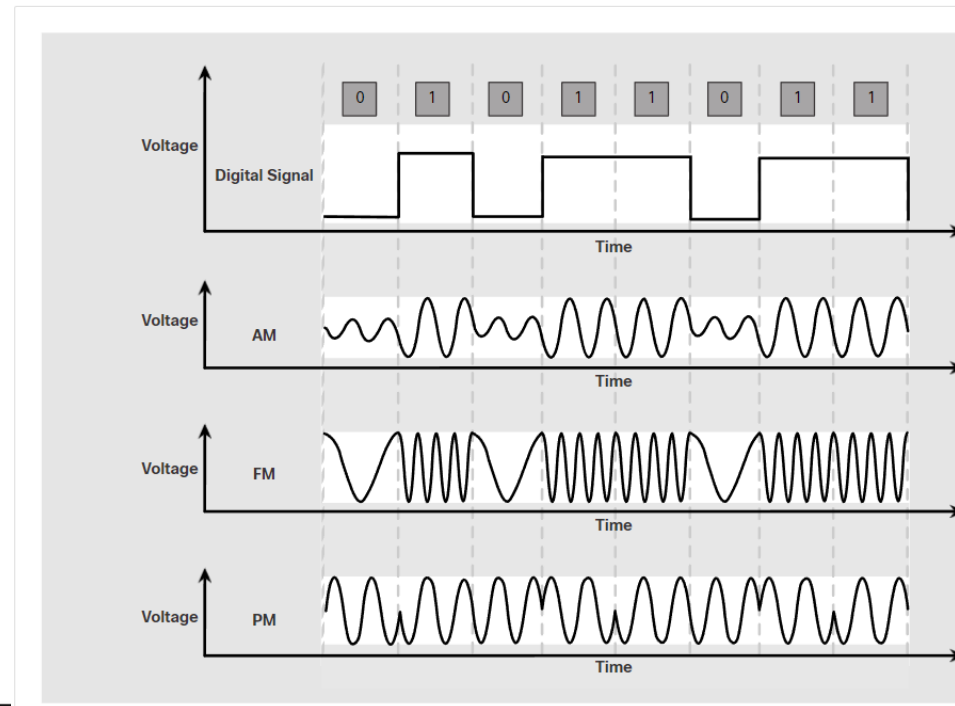 0 1 0 1 1 0 1 1
Voltage
Digital Signal
Time
Voltage
AM
Time
Voltage
FM
Time
Voltage
PM
Time